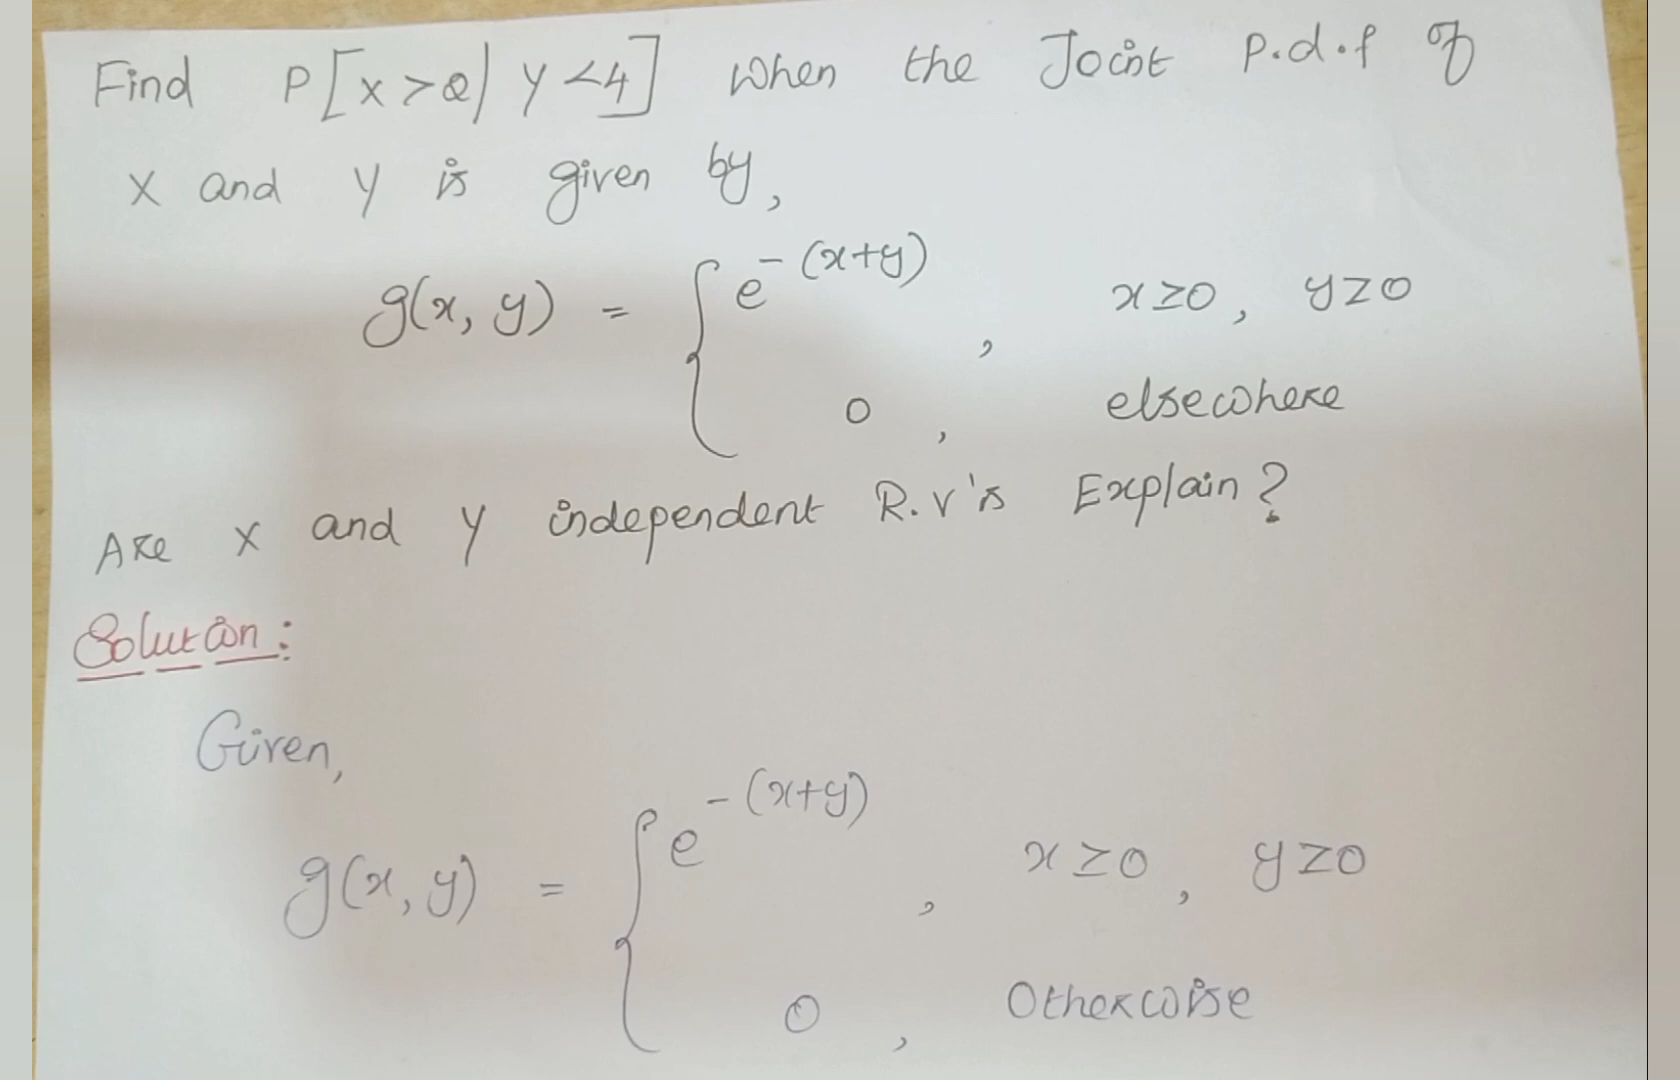 Find P[x>2/ y<4] when the Joint p.d.f of
x and y is given by,
g(x, y) = { e^-(x+y) , x≥0, y≥0
0 , elsewhere
Are x and y independent R.v's Explain?
Solution:
Given,
g(x, y) = { e^-(x+y) , x≥0, y≥0
0 , Otherwise